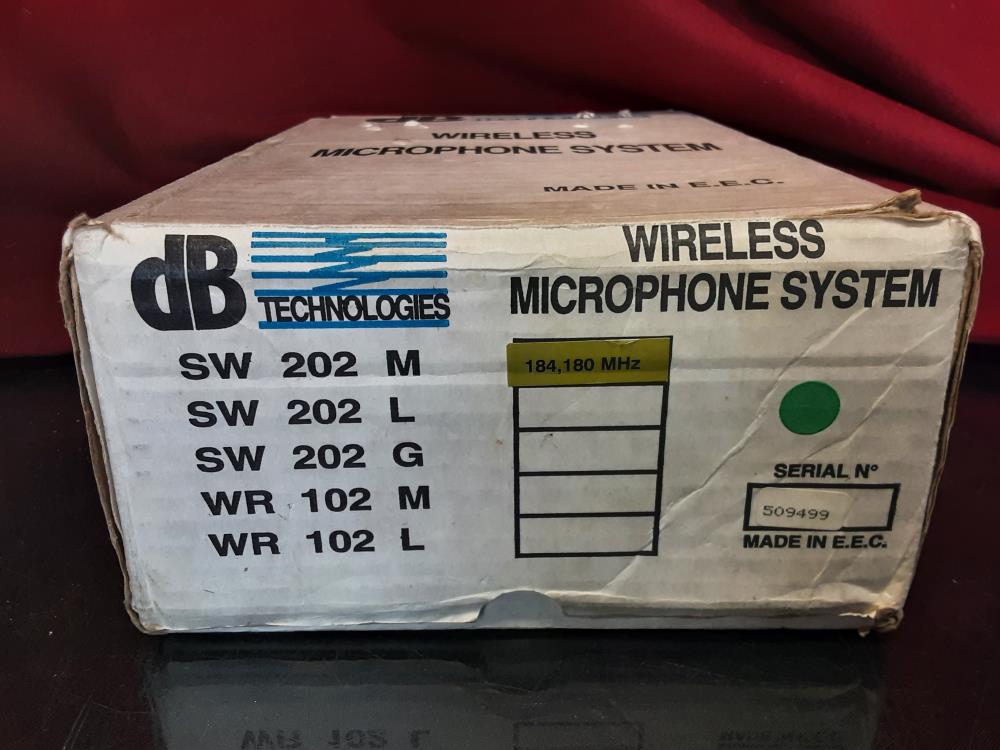 dB
WIRELESS
MICROPHONE SYSTEM
MADE IN E.E.C.
dB
TECHNOLOGIES
WIRELESS
MICROPHONE SYSTEM
SW 202 M
184,180 MHz
SW 202 L
SW 202 G
WR 102 M
WR 102 L
SERIAL N°
509499
MADE IN E.E.C.